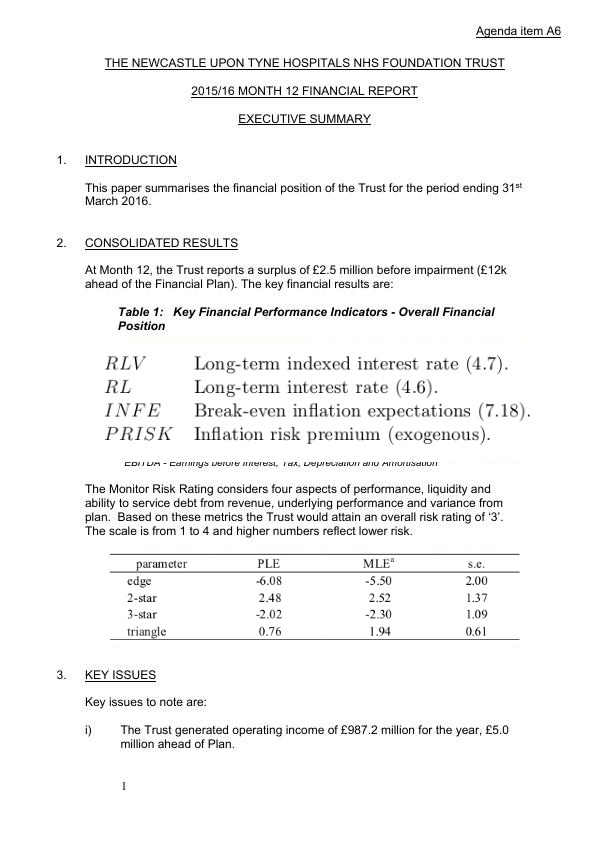 Agenda item A6
THE NEWCASTLE UPON TYNE HOSPITALS NHS FOUNDATION TRUST
2015/16 MONTH 12 FINANCIAL REPORT
EXECUTIVE SUMMARY
1. INTRODUCTION
This paper summarises the financial position of the Trust for the period ending 31st
March 2016.
2. CONSOLIDATED RESULTS
At Month 12, the Trust reports a surplus of £2.5 million before impairment (£12k
ahead of the Financial Plan). The key financial results are:
Table 1: Key Financial Performance Indicators - Overall Financial
Position
RLV Long-term indexed interest rate (4.7).
RL Long-term interest rate (4.6).
INFE Break-even inflation expectations (7.18).
PRISK Inflation risk premium (exogenous).
EBITDA - Earnings before Interest, Tax, Depreciation and Amortisation
The Monitor Risk Rating considers four aspects of performance, liquidity and
ability to service debt from revenue, underlying performance and variance from
plan. Based on these metrics the Trust would attain an overall risk rating of ‘3’.
The scale is from 1 to 4 and higher numbers reflect lower risk.
parameter PLE MLEa s.e.
edge -6.08 -5.50 2.00
2-star 2.48 2.52 1.37
3-star -2.02 -2.30 1.09
triangle 0.76 1.94 0.61
3. KEY ISSUES
Key issues to note are:
i) The Trust generated operating income of £987.2 million for the year, £5.0
million ahead of Plan.
1